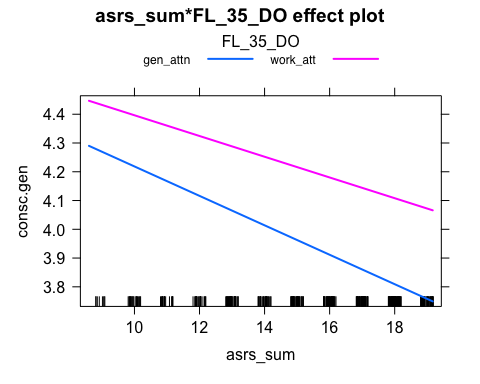 asrs_sum*FL_35_DO effect plot
FL_35_DO
gen_attn work_att
4.4
4.3
4.2
4.1
4.0
3.9
3.8
consc.gen
10 12 14 16 18
asrs_sum